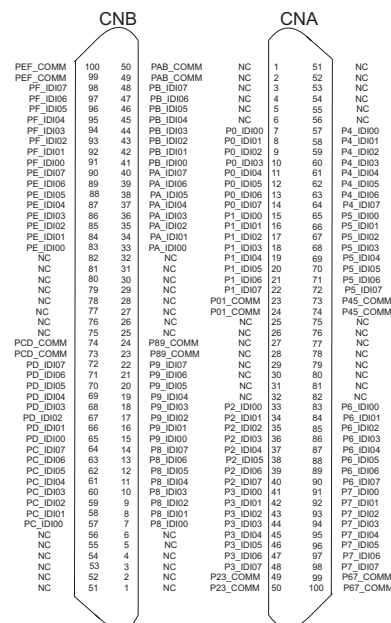 CNB CNA
PEF_COMM 100 50 PAB_COMM NC 1 51 NC
PEF_COMM 99 49 PAB_COMM NC 2 52 NC
PF_IDI07 98 48 PB_IDI07 NC 3 53 NC
PF_IDI06 97 47 PB_IDI06 NC 4 54 NC
PF_IDI05 96 46 PB_IDI05 NC 5 55 NC
PF_IDI04 95 45 PB_IDI04 NC 6 56 NC
PF_IDI03 94 44 PB_IDI03 P0_IDI00 7 57 P4_IDI00
PF_IDI02 93 43 PB_IDI02 P0_IDI01 8 58 P4_IDI01
PF_IDI01 92 42 PB_IDI01 P0_IDI02 9 59 P4_IDI02
PF_IDI00 91 41 PB_IDI00 P0_IDI03 10 60 P4_IDI03
PE_IDI07 90 40 PA_IDI07 P0_IDI04 11 61 P4_IDI04
PE_IDI06 89 39 PA_IDI06 P0_IDI05 12 62 P4_IDI05
PE_IDI05 88 38 PA_IDI05 P0_IDI06 13 63 P4_IDI06
PE_IDI04 87 37 PA_IDI04 P0_IDI07 14 64 P4_IDI07
PE_IDI03 86 36 PA_IDI03 P1_IDI00 15 65 P5_IDI00
PE_IDI02 85 35 PA_IDI02 P1_IDI01 16 66 P5_IDI01
PE_IDI01 84 34 PA_IDI01 P1_IDI02 17 67 P5_IDI02
PE_IDI00 83 33 PA_IDI00 P1_IDI03 18 68 P5_IDI03
NC 82 32 NC P1_IDI04 19 69 P5_IDI04
NC 81 31 NC P1_IDI05 20 70 P5_IDI05
NC 80 30 NC P1_IDI06 21 71 P5_IDI06
NC 79 29 NC P1_IDI07 22 72 P5_IDI07
NC 78 28 NC P01_COMM 23 73 P45_COMM
NC 77 27 NC P01_COMM 24 74 P45_COMM
NC 76 26 NC NC 25 75 NC
NC 75 25 NC NC 26 76 NC
PCD_COMM 74 24 P89_COMM NC 27 77 NC
PCD_COMM 73 23 P89_COMM NC 28 78 NC
PD_IDI07 72 22 P9_IDI07 NC 29 79 NC
PD_IDI06 71 21 P9_IDI06 NC 30 80 NC
PD_IDI05 70 20 P9_IDI05 NC 31 81 NC
PD_IDI04 69 19 P9_IDI04 NC 32 82 NC
PD_IDI03 68 18 P9_IDI03 P2_IDI00 33 83 P6_IDI00
PD_IDI02 67 17 P9_IDI02 P2_IDI01 34 84 P6_IDI01
PD_IDI01 66 16 P9_IDI01 P2_IDI02 35 85 P6_IDI02
PD_IDI00 65 15 P9_IDI00 P2_IDI03 36 86 P6_IDI03
PC_IDI07 64 14 P8_IDI07 P2_IDI04 37 87 P6_IDI04
PC_IDI06 63 13 P8_IDI06 P2_IDI05 38 88 P6_IDI05
PC_IDI05 62 12 P8_IDI05 P2_IDI06 39 89 P6_IDI06
PC_IDI04 61 11 P8_IDI04 P2_IDI07 40 90 P6_IDI07
PC_IDI03 60 10 P8_IDI03 P3_IDI00 41 91 P7_IDI00
PC_IDI02 59 9 P8_IDI02 P3_IDI01 42 92 P7_IDI01
PC_IDI01 58 8 P8_IDI01 P3_IDI02 43 93 P7_IDI02
PC_IDI00 57 7 P8_IDI00 P3_IDI03 44 94 P7_IDI03
NC 56 6 NC P3_IDI04 45 95 P7_IDI04
NC 55 5 NC P3_IDI05 46 96 P7_IDI05
NC 54 4 NC P3_IDI06 47 97 P7_IDI06
NC 53 3 NC P3_IDI07 48 98 P7_IDI07
NC 52 2 NC P23_COMM 49 99 P67_COMM
NC 51 1 NC P23_COMM 50 100 P67_COMM